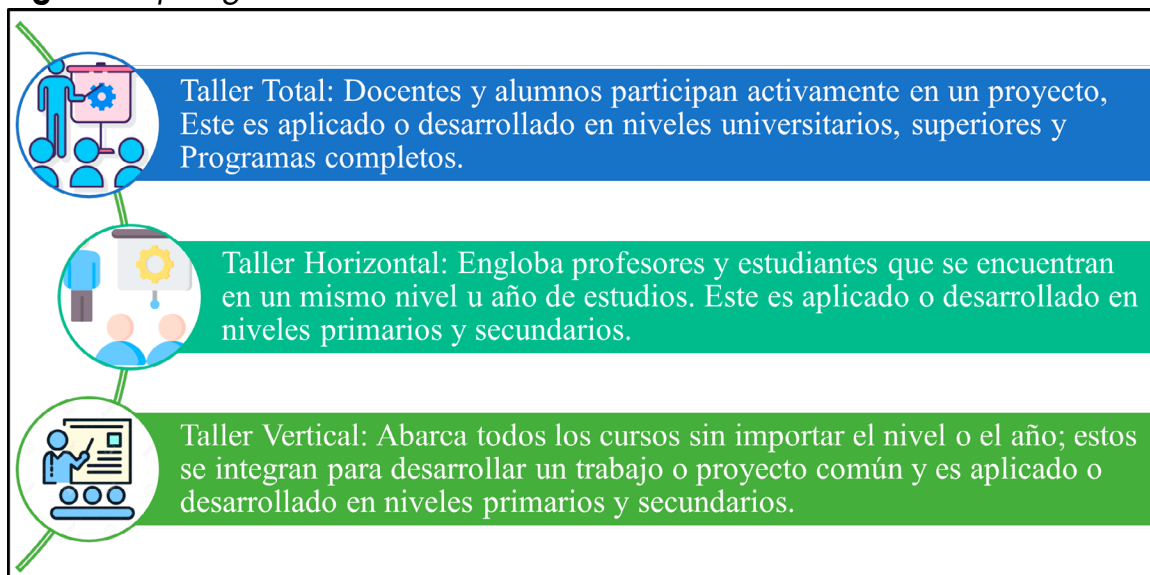 Taller Total: Docentes y alumnos participan activamente en un proyecto,
Este es aplicado o desarrollado en niveles universitarios, superiores y
Programas completos.
Taller Horizontal: Engloba profesores y estudiantes que se encuentran
en un mismo nivel u año de estudios. Este es aplicado o desarrollado en
niveles primarios y secundarios.
Taller Vertical: Abarca todos los cursos sin importar el nivel o el año; estos
se integran para desarrollar un trabajo o proyecto común y es aplicado o
desarrollado en niveles primarios y secundarios.